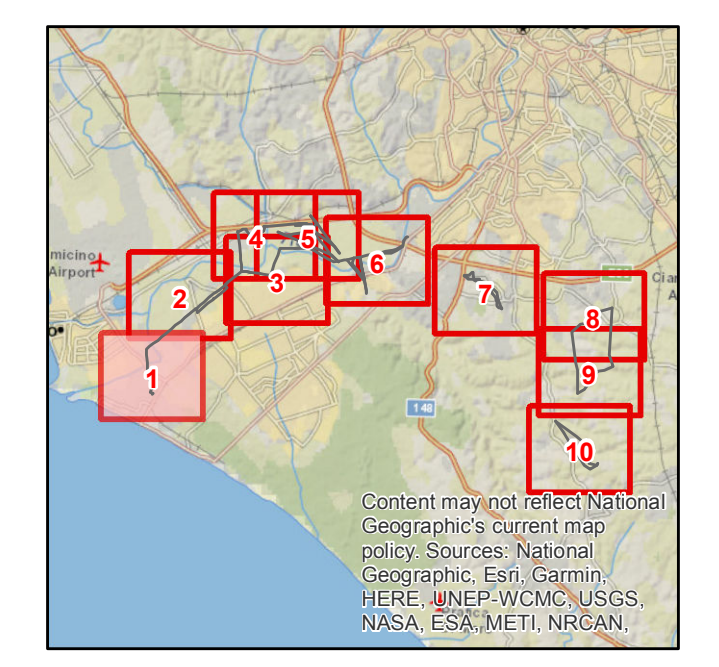 4
5
micino
Airport
6
Cian
A
3
7
2
8
o
1
9
148
10
Content may not reflect National
Geographic's current map
policy. Sources: National
Geographic, Esri, Garmin,
HERE, UNEP-WCMC, USGS,
NASA, ESA, METI, NRCAN,